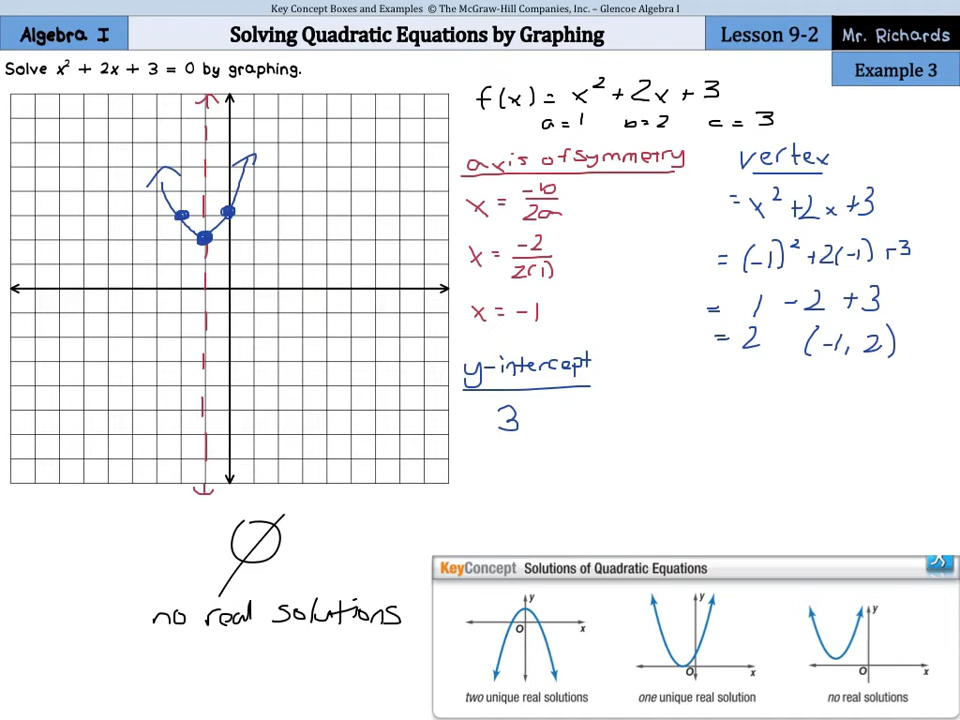 Key Concept Boxes and Examples © The McGraw-Hill Companies, Inc. – Glencoe Algebra I
Algebra I
Solving Quadratic Equations by Graphing
Lesson 9-2
Mr. Richards
Solve x² + 2x + 3 = 0 by graphing.
Example 3
f(x) = x² + 2x + 3
a = 1 b = 2 c = 3
axis of symmetry
x = -b/2a
x = -2/2(1)
x = -1
y-intercept
3
vertex
= x² + 2x + 3
= (-1)² + 2(-1) + 3
= 1 - 2 + 3
= 2 (-1, 2)
∅
no real solutions
KeyConcept Solutions of Quadratic Equations
y
O
x
two unique real solutions
y
O
x
one unique real solution
y
O
x
no real solutions